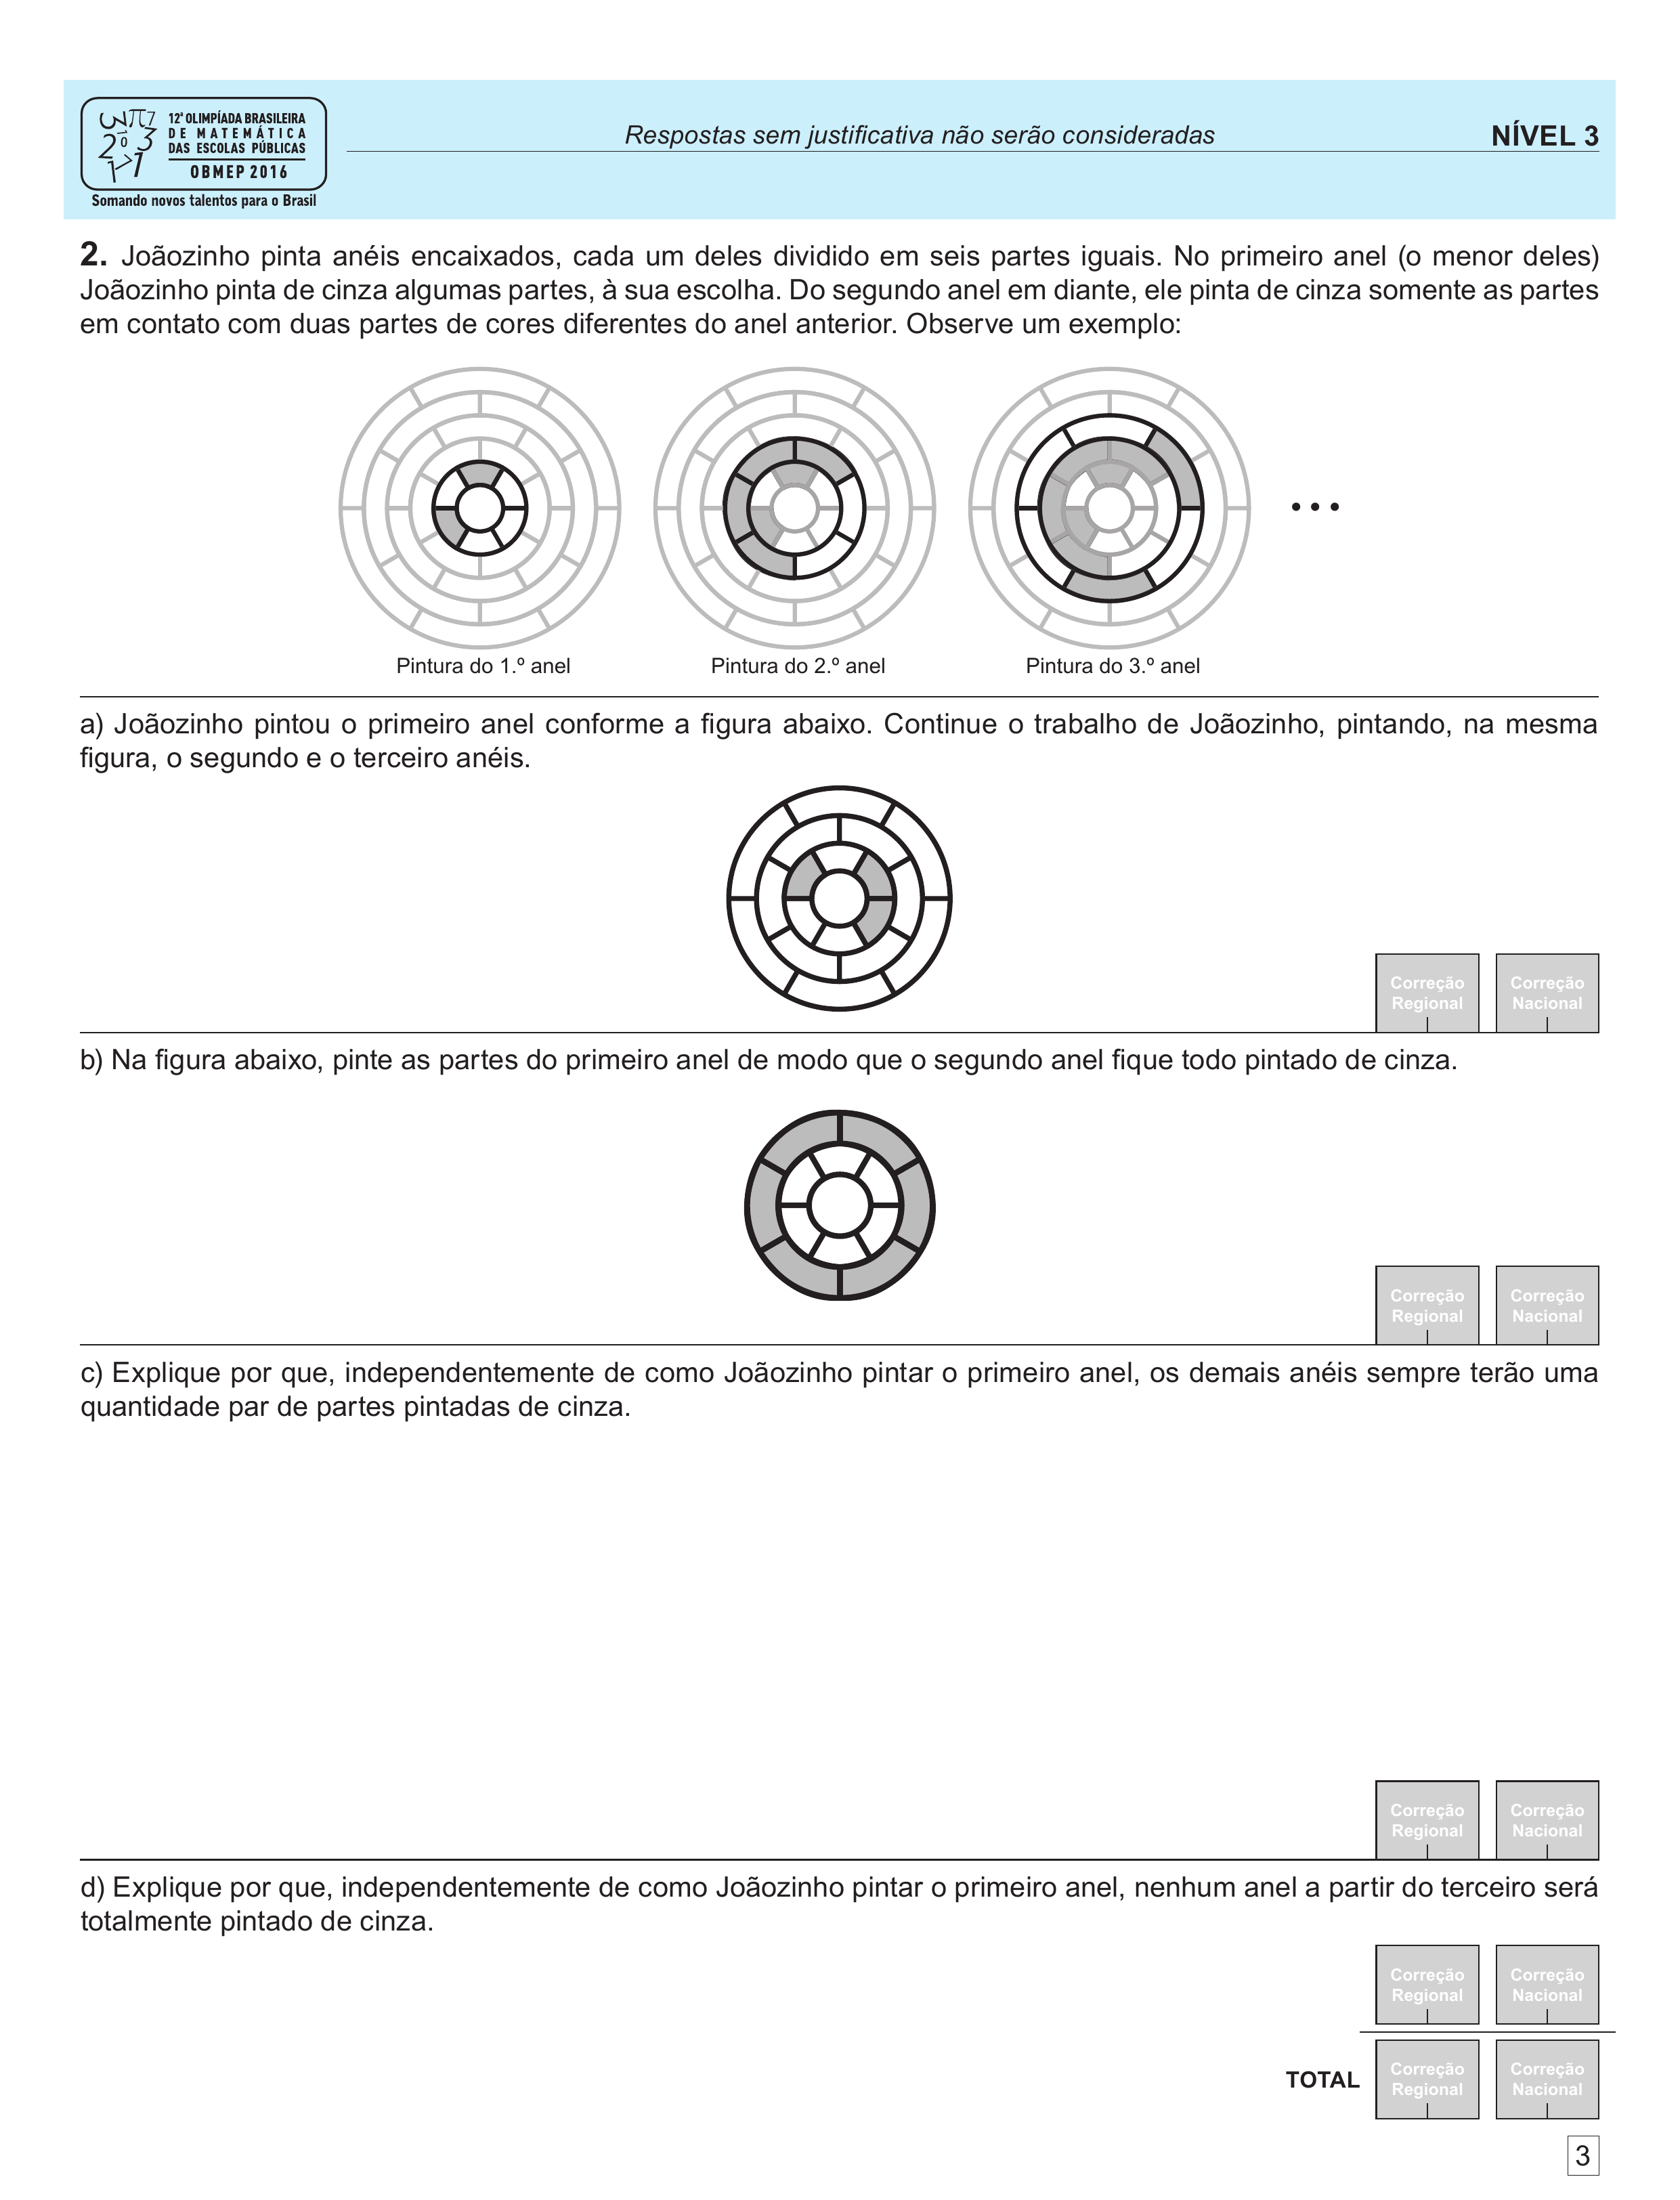 12ª OLIMPÍADA BRASILEIRA
DE MATEMÁTICA
DAS ESCOLAS PÚBLICAS
OBMEP 2016
Somando novos talentos para o Brasil
Respostas sem justificativa não serão consideradas
NÍVEL 3
2. Joãozinho pinta anéis encaixados, cada um deles dividido em seis partes iguais. No primeiro anel (o menor deles)
Joãozinho pinta de cinza algumas partes, à sua escolha. Do segundo anel em diante, ele pinta de cinza somente as partes
em contato com duas partes de cores diferentes do anel anterior. Observe um exemplo:
Pintura do 1.º anel
Pintura do 2.º anel
Pintura do 3.º anel
a) Joãozinho pintou o primeiro anel conforme a figura abaixo. Continue o trabalho de Joãozinho, pintando, na mesma
figura, o segundo e o terceiro anéis.
Correção
Regional
Correção
Nacional
b) Na figura abaixo, pinte as partes do primeiro anel de modo que o segundo anel fique todo pintado de cinza.
Correção
Regional
Correção
Nacional
c) Explique por que, independentemente de como Joãozinho pintar o primeiro anel, os demais anéis sempre terão uma
quantidade par de partes pintadas de cinza.
Correção
Regional
Correção
Nacional
d) Explique por que, independentemente de como Joãozinho pintar o primeiro anel, nenhum anel a partir do terceiro será
totalmente pintado de cinza.
Correção
Regional
Correção
Nacional
TOTAL
Correção
Regional
Correção
Nacional
3